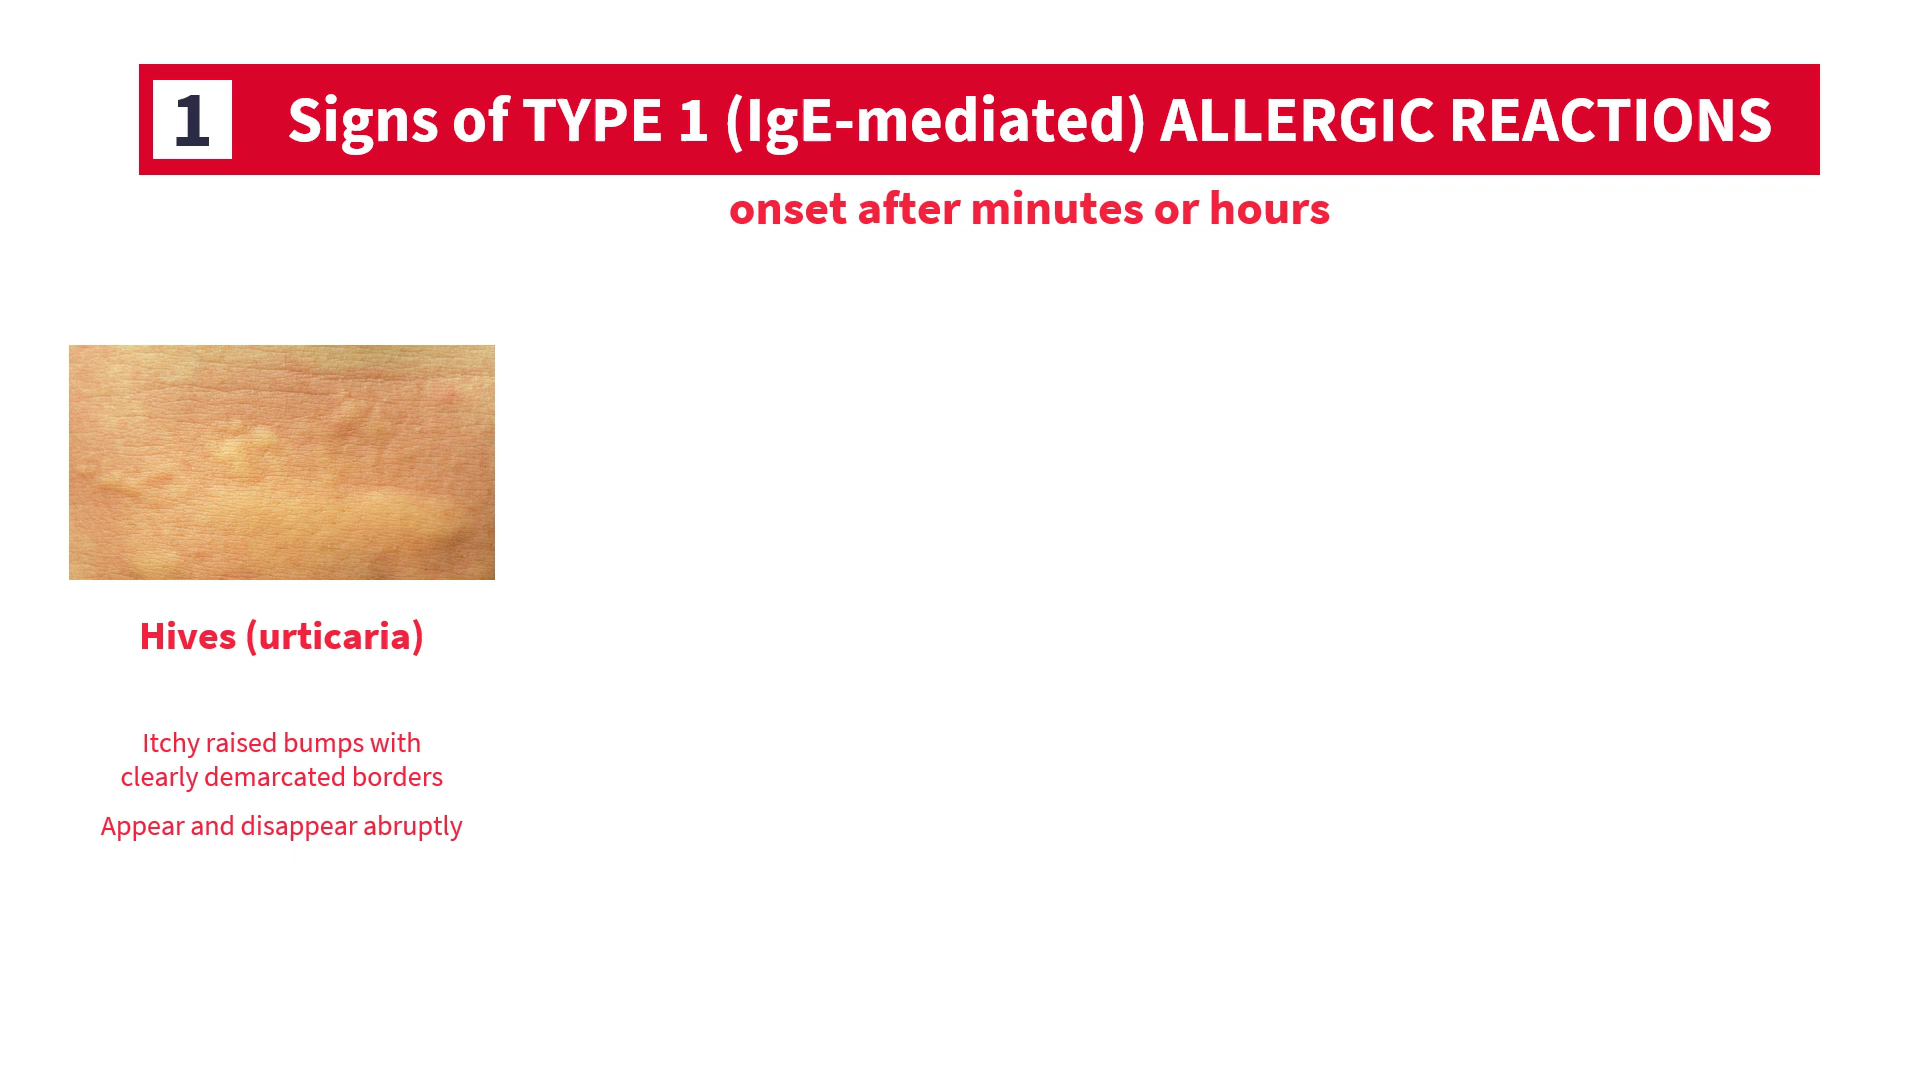 1
Signs of TYPE 1 (IgE-mediated) ALLERGIC REACTIONS
onset after minutes or hours
Hives (urticaria)
Itchy raised bumps with
clearly demarcated borders
Appear and disappear abruptly